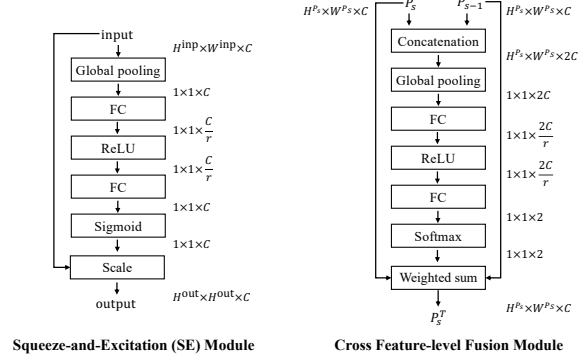 input
H^inp×W^inp×C
Global pooling
1×1×C
FC
1×1×C/r
ReLU
1×1×C/r
FC
1×1×C
Sigmoid
1×1×C
Scale
output
H^out×H^out×C
Squeeze-and-Excitation (SE) Module
H^Ps×W^Ps×C P_s P_s−1 H^Ps×W^Ps×C
Concatenation
H^Ps×W^Ps×2C
Global pooling
1×1×2C
FC
1×1×2C/r
ReLU
1×1×2C/r
FC
1×1×2
Softmax
1×1×2
Weighted sum
P_s^T
H^Ps×W^Ps×C
Cross Feature-level Fusion Module